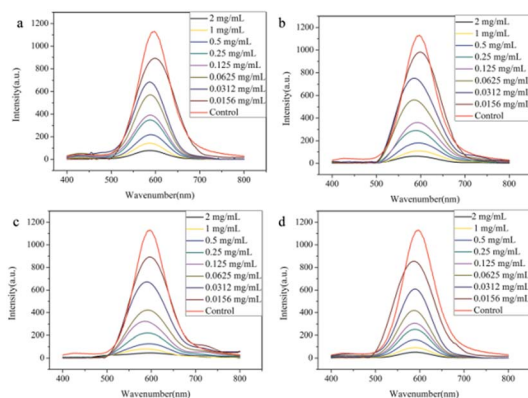 a
1200
1000
800
600
400
200
0
Intensity(a.u.)
400 500 600 700 800
Wavenumber(nm)
2 mg/mL
1 mg/mL
0.5 mg/mL
0.25 mg/mL
0.125 mg/mL
0.0625 mg/mL
0.0312 mg/mL
0.0156 mg/mL
Control
b
1200
1000
800
600
400
200
0
Intensity(a.u.)
400 500 600 700 800
Wavenumber(nm)
2 mg/mL
1 mg/mL
0.5 mg/mL
0.25 mg/mL
0.125 mg/mL
0.0625 mg/mL
0.0312 mg/mL
0.0156 mg/mL
Control
c
1200
1000
800
600
400
200
0
Intensity(a.u.)
400 500 600 700 800
Wavenumber(nm)
2 mg/mL
1 mg/mL
0.5 mg/mL
0.25 mg/mL
0.125 mg/mL
0.0625 mg/mL
0.0312 mg/mL
0.0156 mg/mL
Control
d
1200
1000
800
600
400
200
0
Intensity(a.u.)
400 500 600 700 800
Wavenumber(nm)
2 mg/mL
1 mg/mL
0.5 mg/mL
0.25 mg/mL
0.125 mg/mL
0.0625 mg/mL
0.0312 mg/mL
0.0156 mg/mL
Control